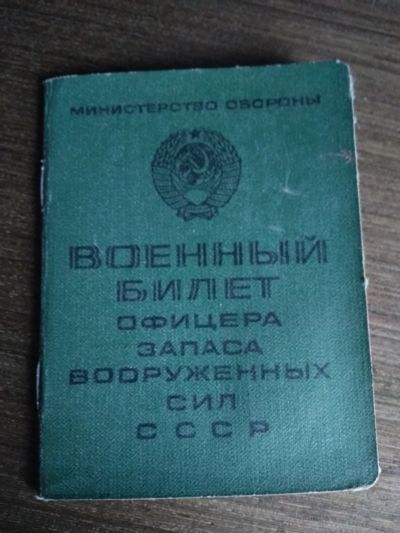 МИНИСТЕРСТВО ОБОРОНЫ
ВОЕННЫЙ
БИЛЕТ
ОФИЦЕРА
ЗАПАСА
ВООРУЖЕННЫХ
СИЛ
СССР